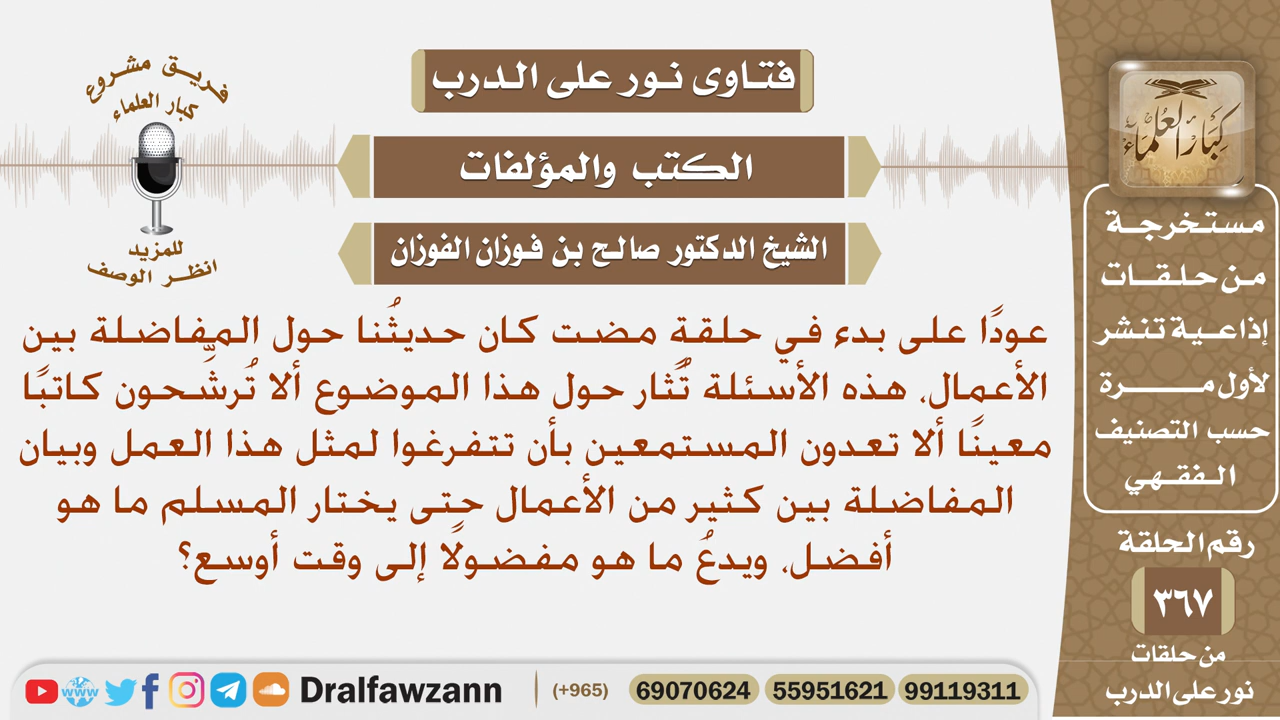 فتاوى نور على الدرب
الكتب والمؤلفات
الشيخ الدكتور صالح بن فوزان الفوزان
عودًا على بدء في حلقةٍ مضت كان حديثُنا حول المفاضلة بين
الأعمال، هذه الأسئلة تُثار حول هذا الموضوع ألا تُرشِّحون كاتبًا
معينًا ألا تعدون المستمعين بأن تتفرغوا لمثل هذا العمل وبيان
المفاضلة بين كثير من الأعمال حتى يختار المسلم ما هو
أفضل، ويدعُ ما هو مفضولًا إلى وقت أوسع؟
فريق مشروع
كبار العلماء
للمزيد
انظر الوصف
كبار العلماء
مستخرجة
من حلقات
إذاعية تنشر
لأول مرة
حسب التصنيف
الفقهي
رقم الحلقة
٣٦٧
من حلقات
نور على الدرب
www Dralfawzann (+965) 69070624 55951621 99119311